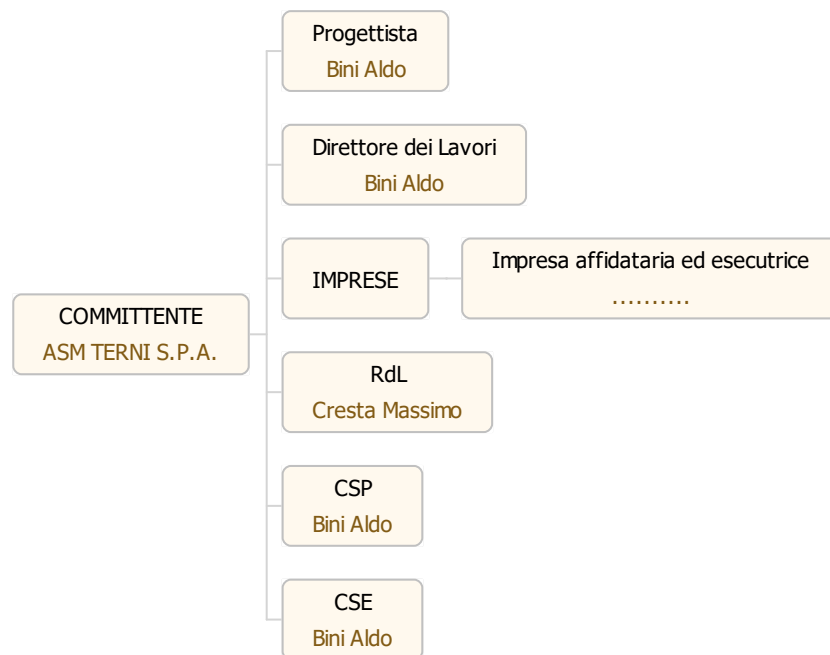 Progettista
Bini Aldo
Direttore dei Lavori
Bini Aldo
IMPRESE
Impresa affidataria ed esecutrice
..........
COMMITTENTE
ASM TERNI S.P.A.
RdL
Cresta Massimo
CSP
Bini Aldo
CSE
Bini Aldo